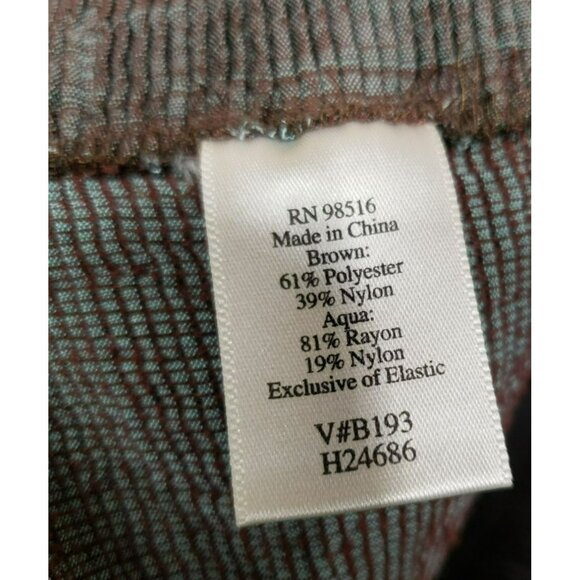 RN 98516
Made in China
Brown:
61% Polyester
39% Nylon
Aqua:
81% Rayon
19% Nylon
Exclusive of Elastic
V#B193
H24686